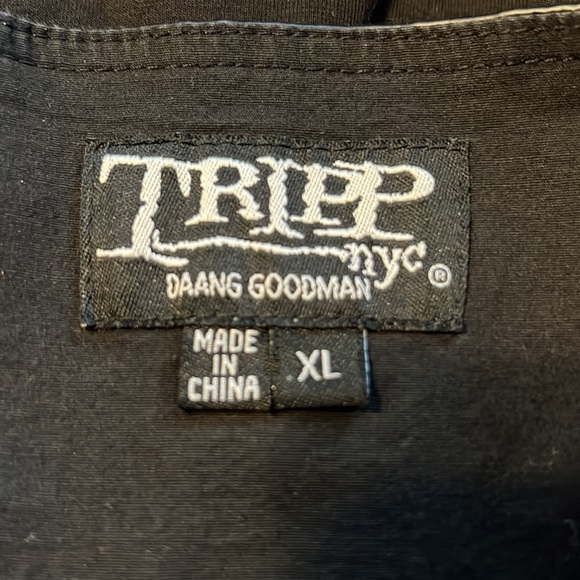 TRIPP
nyc ®
DAANG GOODMAN
MADE
IN
CHINA
XL